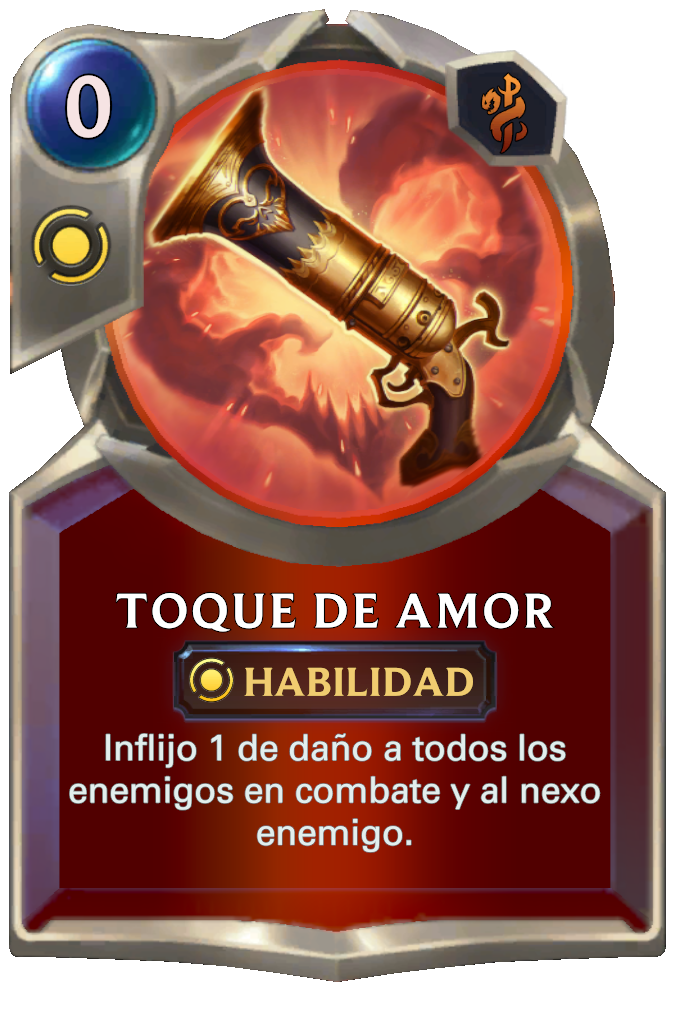 0
TOQUE DE AMOR
HABILIDAD
Inflijo 1 de daño a todos los
enemigos en combate y al nexo
enemigo.